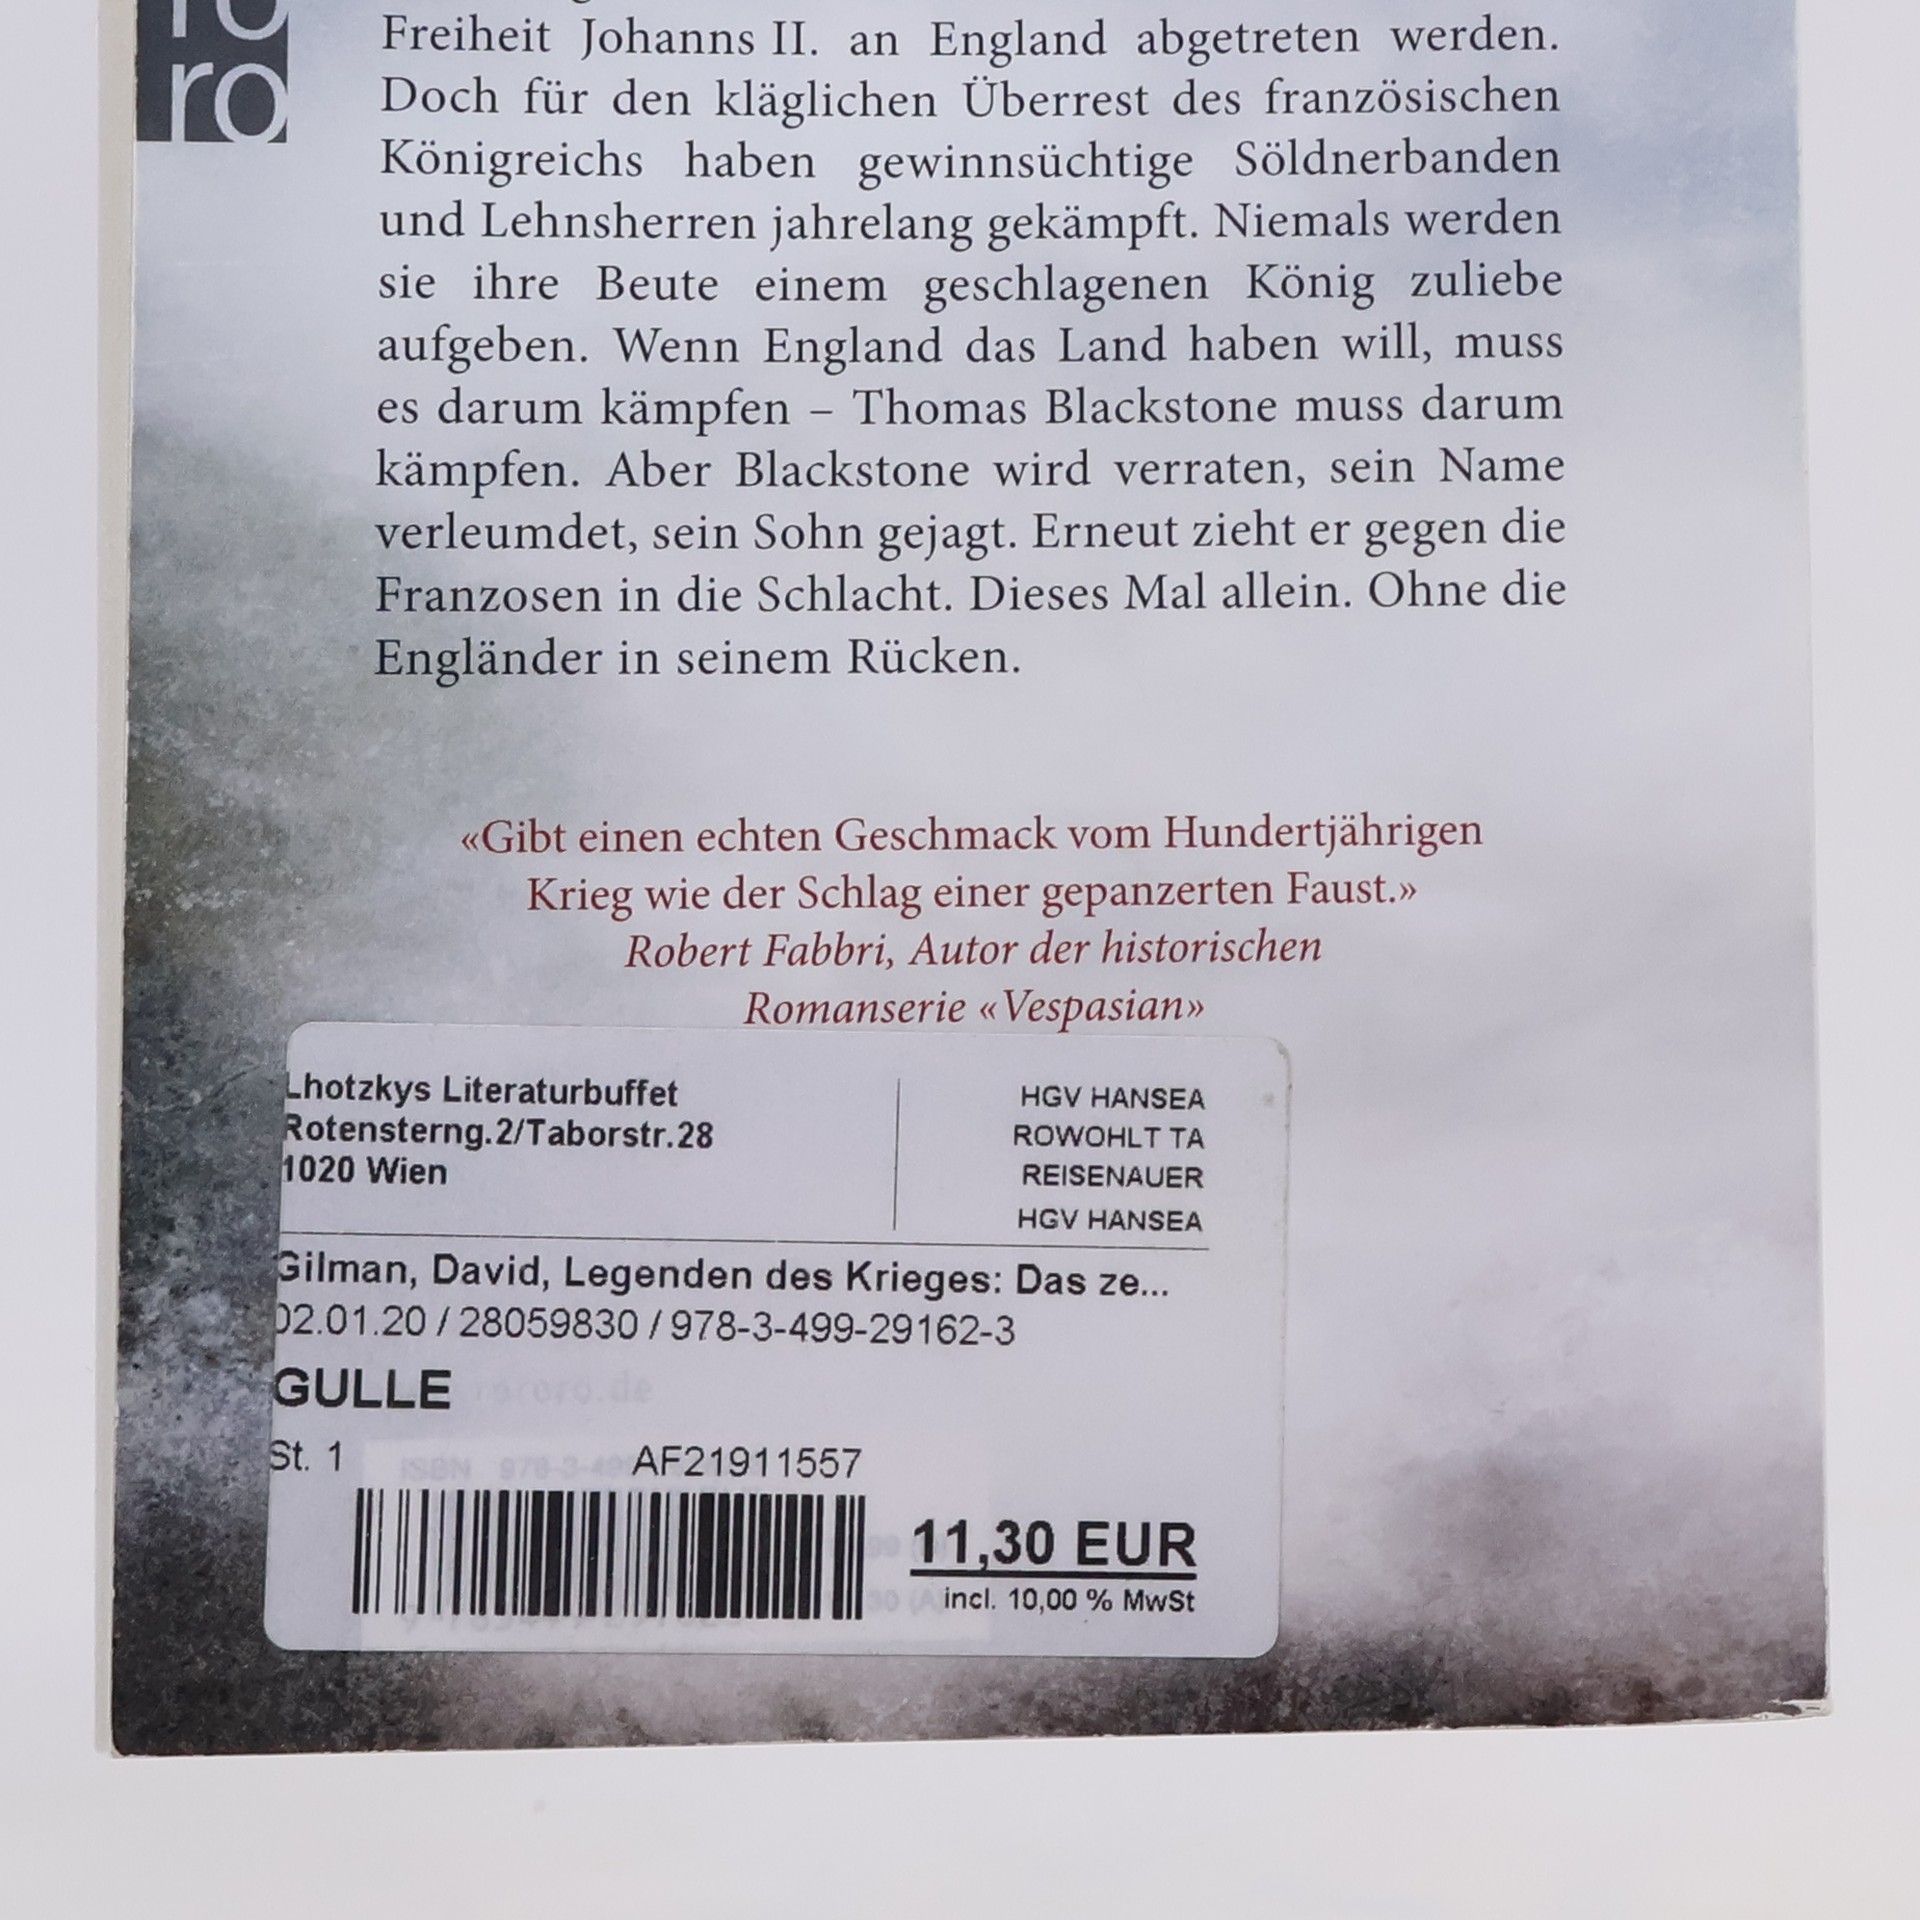 ro
ro
Freiheit Johanns II. an England abgetreten werden.
Doch für den kläglichen Überrest des französischen
Königreichs haben gewinnsüchtige Söldnerbanden
und Lehnsherren jahrelang gekämpft. Niemals werden
sie ihre Beute einem geschlagenen König zuliebe
aufgeben. Wenn England das Land haben will, muss
es darum kämpfen – Thomas Blackstone muss darum
kämpfen. Aber Blackstone wird verraten, sein Name
verleumdet, sein Sohn gejagt. Erneut zieht er gegen die
Franzosen in die Schlacht. Dieses Mal allein. Ohne die
Engländer in seinem Rücken.
«Gibt einen echten Geschmack vom Hundertjährigen
Krieg wie der Schlag einer gepanzerten Faust.»
Robert Fabbri, Autor der historischen
Romanserie «Vespasian»
Lhotzkys Literaturbuffet
Rotensterng.2/Taborstr.28
1020 Wien
HGV HANSEA
ROWOHLT TA
REISENAUER
HGV HANSEA
Gilman, David, Legenden des Krieges: Das ze...
02.01.20 / 28059830 / 978-3-499-29162-3
GULLE
St. 1
AF21911557
11,30 EUR
incl. 10,00 % MwSt